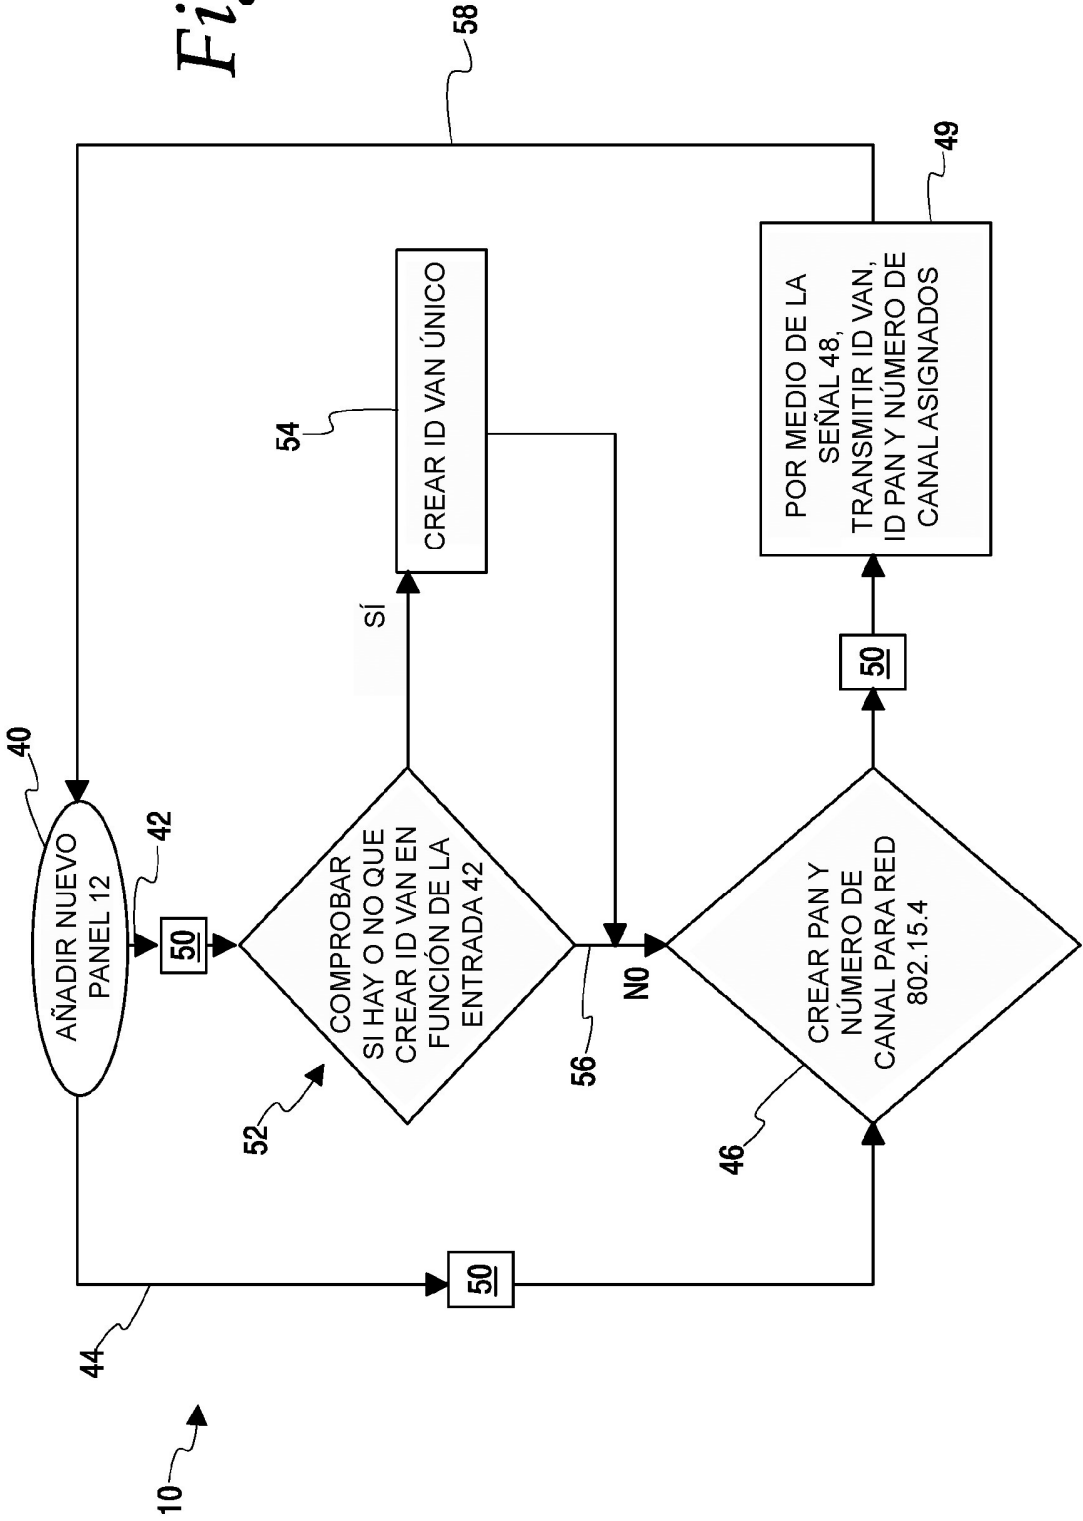 Fi
58
40
AÑADIR NUEVO
PANEL 12
42
50
44
10
52
COMPROBAR
SI HAY O NO QUE
CREAR ID VAN EN
FUNCIÓN DE LA
ENTRADA 42
SÍ
54
CREAR ID VAN ÚNICO
56
NO
50
46
CREAR PAN Y
NÚMERO DE
CANAL PARA RED
802.15.4
50
49
POR MEDIO DE LA
SEÑAL 48,
TRANSMITIR ID VAN,
ID PAN Y NÚMERO DE
CANAL ASIGNADOS